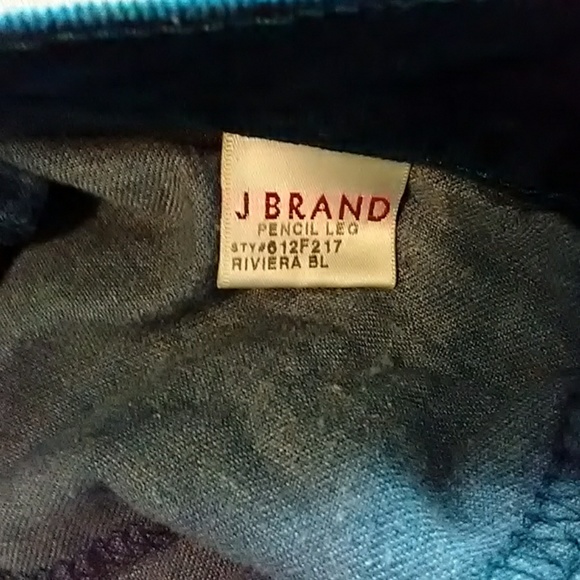 J BRAND
PENCIL LEG
STY#612F217
RIVIERA BL